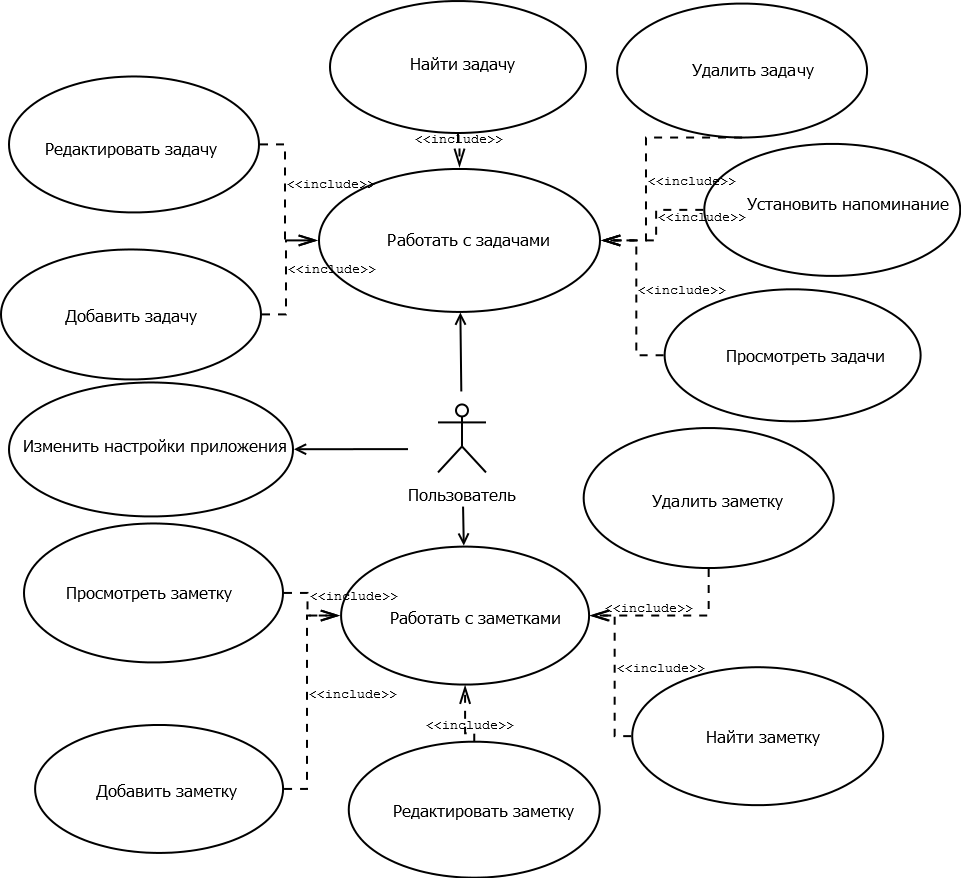 Найти задачу
Удалить задачу
<<include>>
Редактировать задачу
<<include>>
<<include>>
Установить напоминание
<<include>>
Работать с задачами
<<include>>
<<include>>
Добавить задачу
Просмотреть задачи
Изменить настройки приложения
Пользователь
Удалить заметку
Просмотреть заметку
<<include>>
<<include>>
Работать с заметками
<<include>>
<<include>>
<<include>>
Найти заметку
Добавить заметку
Редактировать заметку